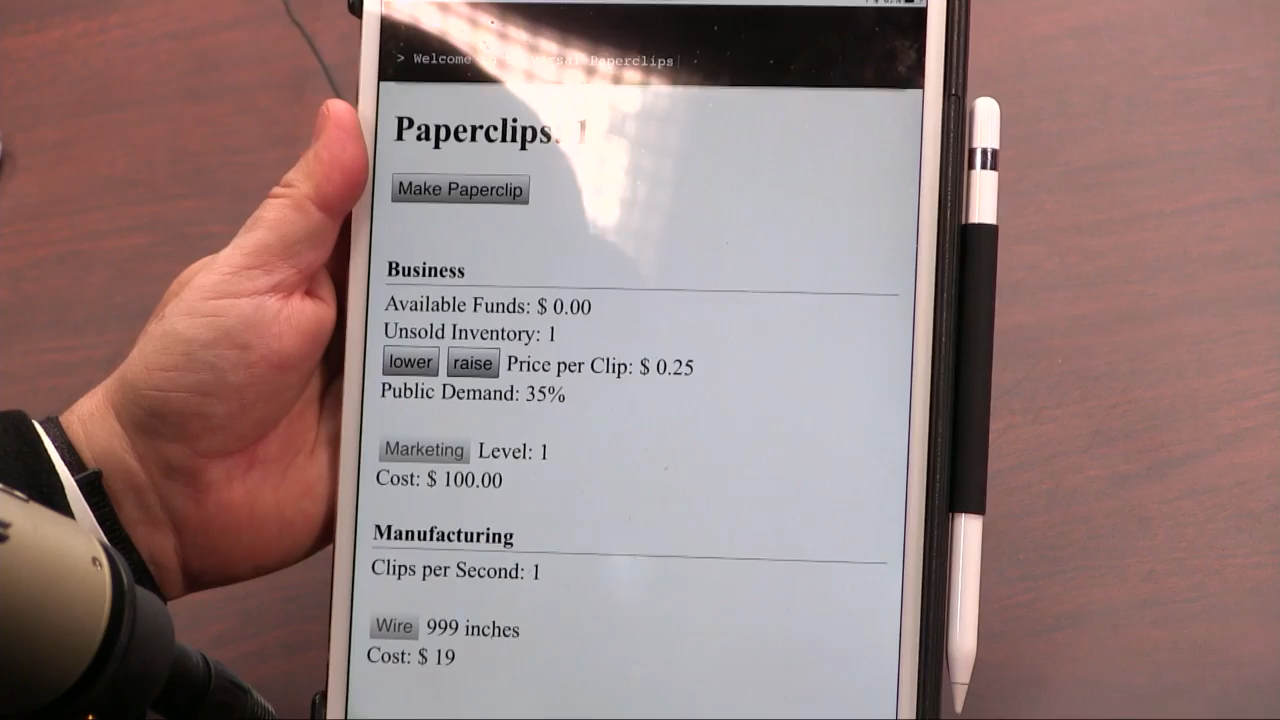 > Welcome Paperclips
Paperclips: 1
Make Paperclip
Business
Available Funds: $ 0.00
Unsold Inventory: 1
lower raise Price per Clip: $ 0.25
Public Demand: 35%
Marketing Level: 1
Cost: $ 100.00
Manufacturing
Clips per Second: 1
Wire 999 inches
Cost: $ 19